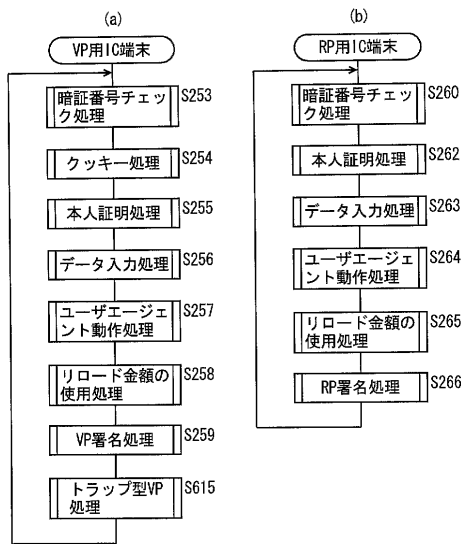 (a)
VP用IC端末
暗証番号チェッ
ク処理
S253
クッキー処理
S254
本人証明処理
S255
データ入力処理
S256
ユーザエージェ
ント動作処理
S257
リロード金額の
使用処理
S258
VP署名処理
S259
トラップ型VP
処理
S615
(b)
RP用IC端末
暗証番号チェッ
ク処理
S260
本人証明処理
S262
データ入力処理
S263
ユーザエージェ
ント動作処理
S264
リロード金額の
使用処理
S265
RP署名処理
S266